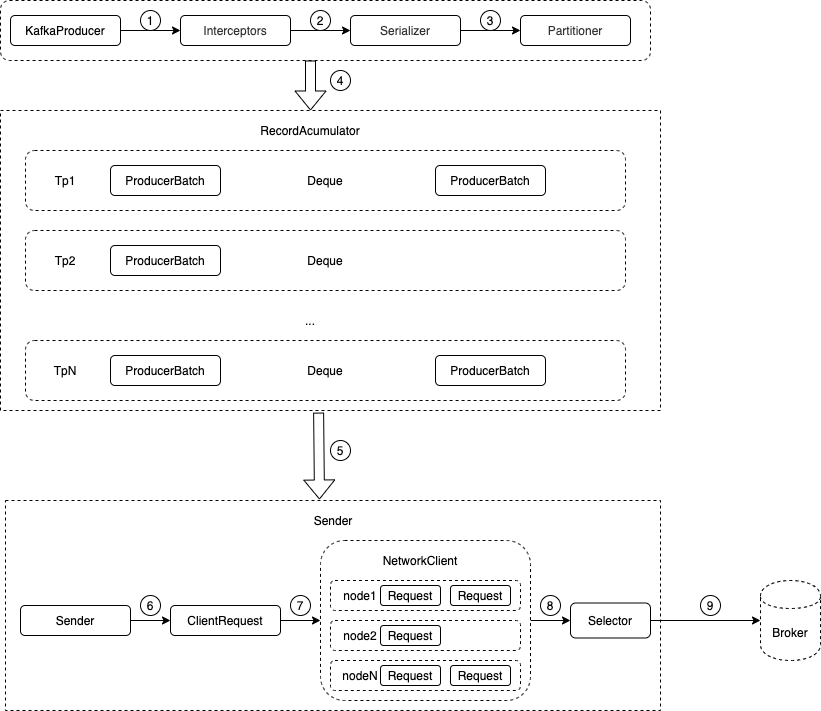 KafkaProducer 1 Interceptors 2 Serializer 3 Partitioner
4
RecordAcumulator
Tp1 ProducerBatch Deque ProducerBatch
Tp2 ProducerBatch Deque
...
TpN ProducerBatch Deque ProducerBatch
5
Sender
NetworkClient
node1 Request Request
Sender 6 ClientRequest 7 8 Selector 9 Broker
node2 Request
nodeN Request Request